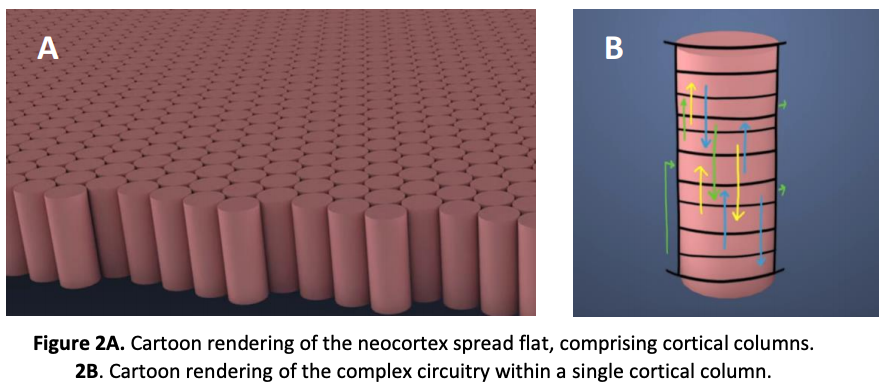 A
B
Figure 2A. Cartoon rendering of the neocortex spread flat, comprising cortical columns.
2B. Cartoon rendering of the complex circuitry within a single cortical column.